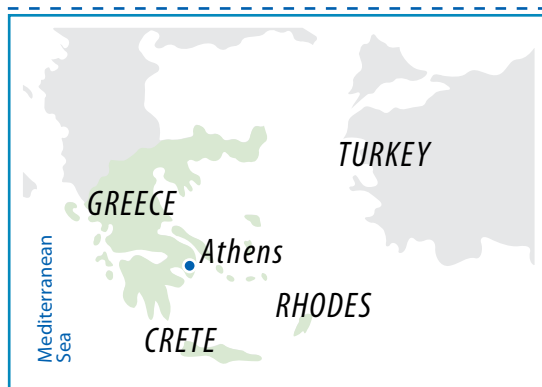 TURKEY
GREECE
Athens
RHODES
CRETE
Mediterranean
Sea